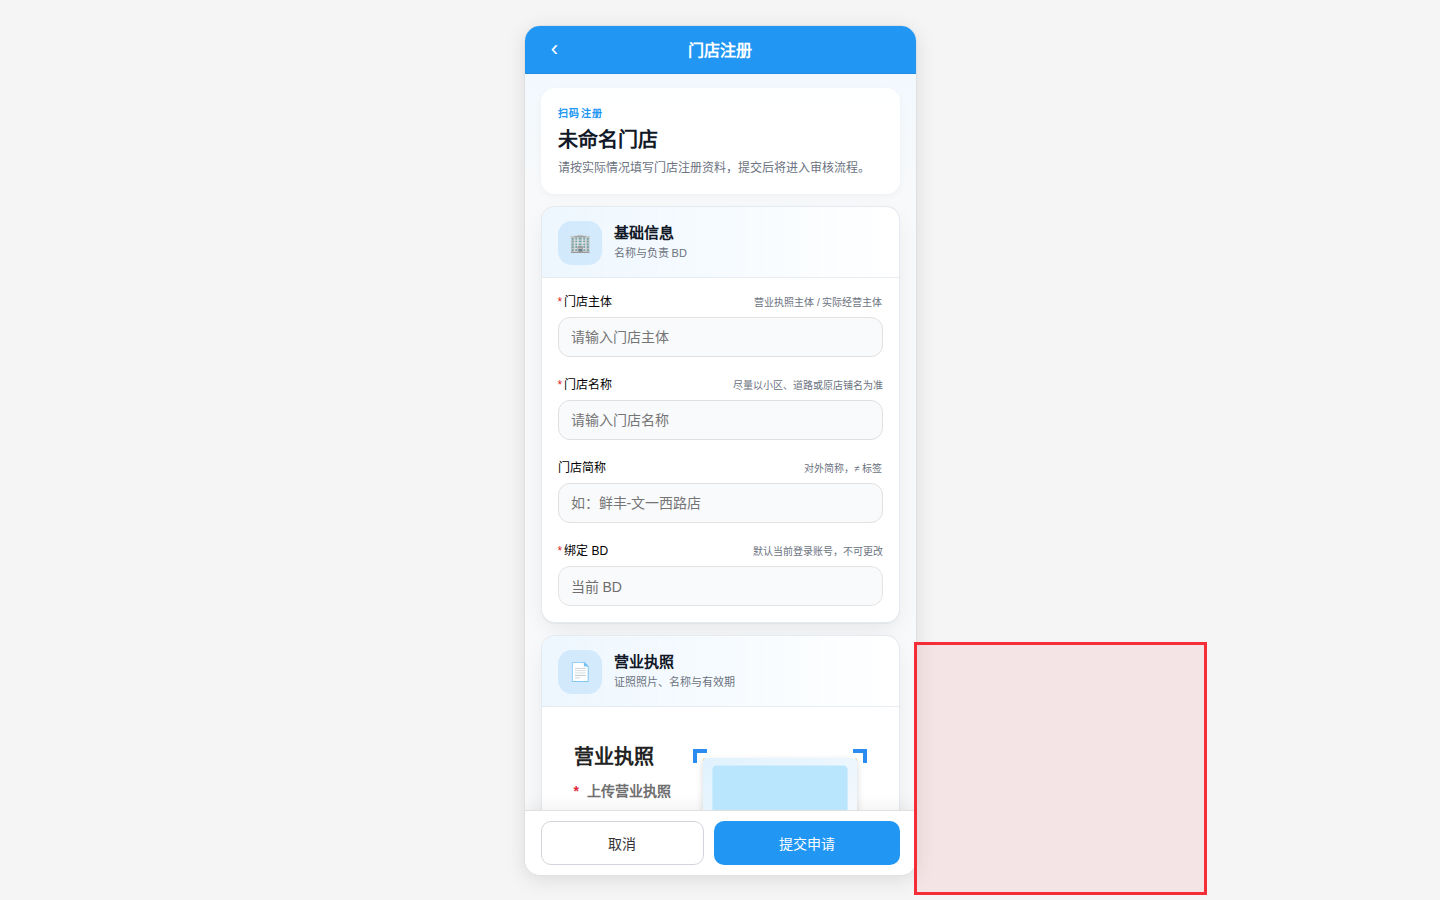 ‹
门店注册
扫码注册
未命名门店
请按实际情况填写门店注册资料，提交后将进入审核流程。
基础信息
名称与负责 BD
* 门店主体 营业执照主体 / 实际经营主体
请输入门店主体
* 门店名称 尽量以小区、道路或原店铺名为准
请输入门店名称
门店简称 对外简称，≠ 标签
如：鲜丰-文一西路店
* 绑定 BD 默认当前登录账号，不可更改
当前 BD
营业执照
证照照片、名称与有效期
营业执照
* 上传营业执照
取消
提交申请